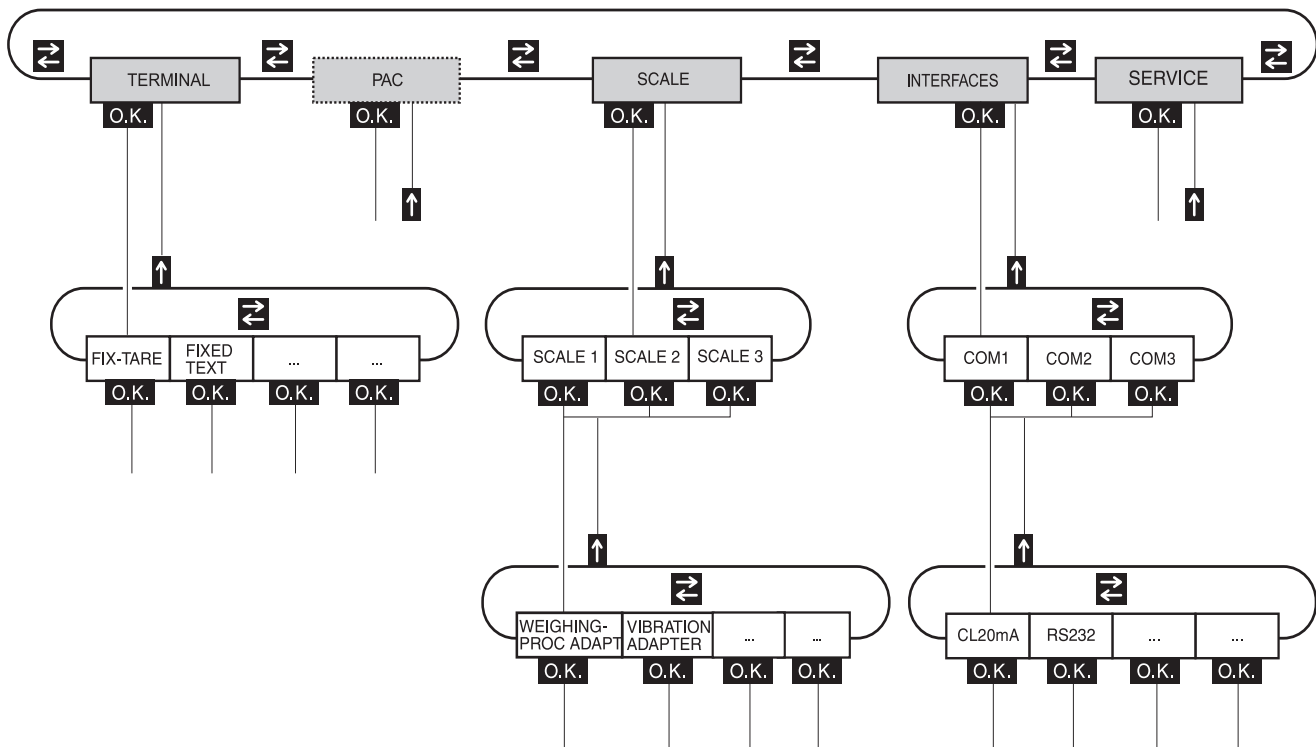 TERMINAL PAC SCALE INTERFACES SERVICE
O.K. O.K. O.K. O.K. O.K.
FIX-TARE FIXED TEXT ... ... SCALE 1 SCALE 2 SCALE 3 COM1 COM2 COM3
O.K. O.K. O.K. O.K. O.K. O.K. O.K. O.K. O.K. O.K.
WEIGHING-PROC ADAPT VIBRATION ADAPTER ... ... CL20mA RS232 ... ...
O.K. O.K. O.K. O.K. O.K. O.K. O.K. O.K.